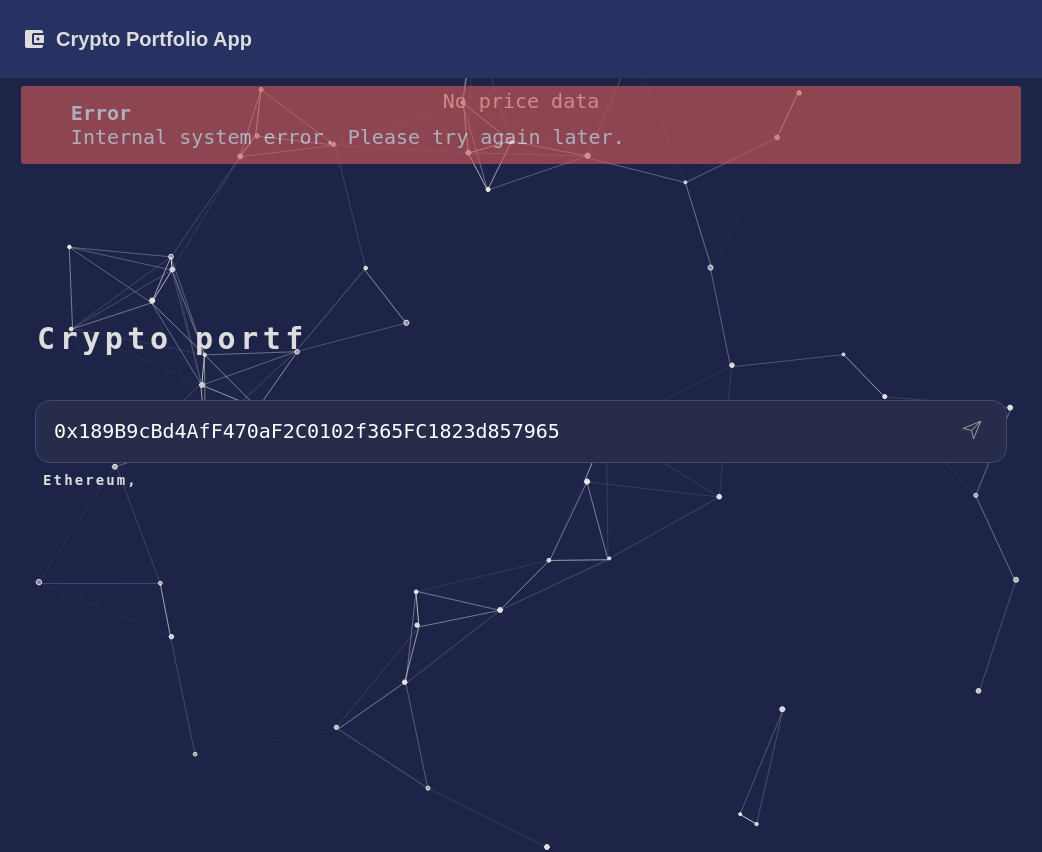 Crypto Portfolio App
No price data
Error
Internal system error. Please try again later.
Crypto portf
0x189B9cBd4AfF470aF2C0102f365FC1823d857965
Ethereum,